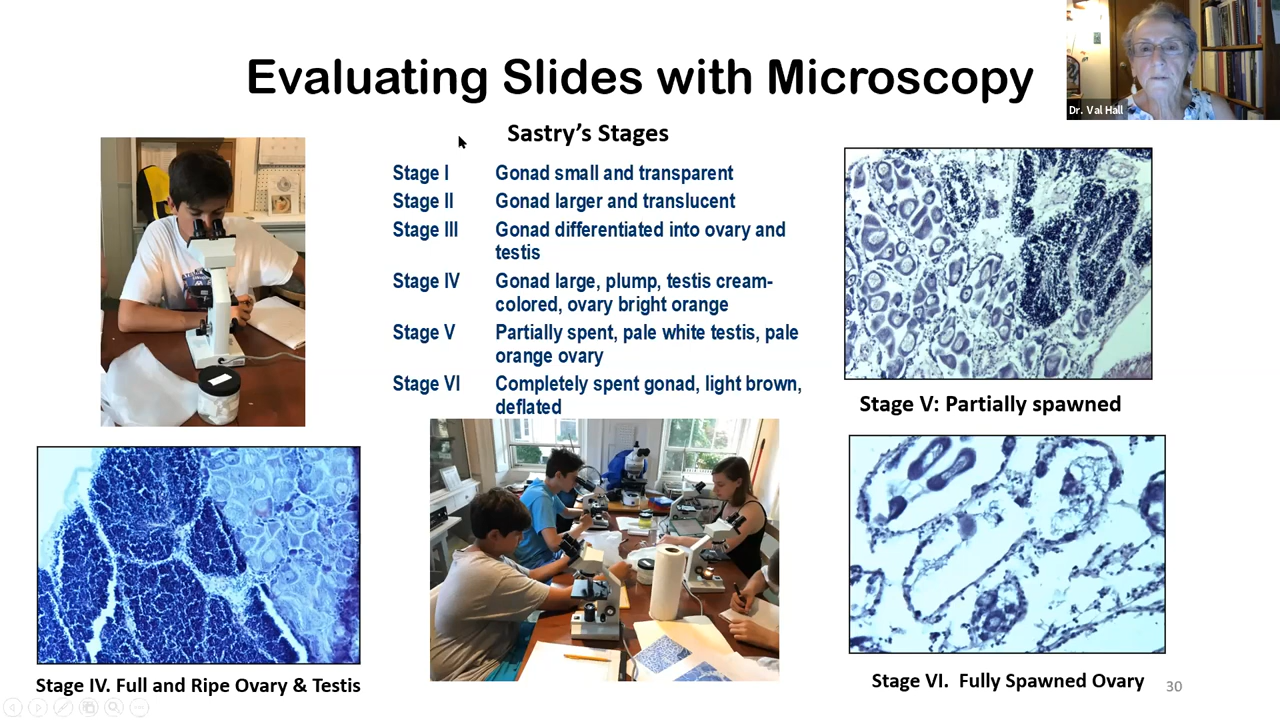 Evaluating Slides with Microscopy
Dr. Val Hall
Sastry's Stages
Stage I Gonad small and transparent
Stage II Gonad larger and translucent
Stage III Gonad differentiated into ovary and
testis
Stage IV Gonad large, plump, testis cream-
colored, ovary bright orange
Stage V Partially spent, pale white testis, pale
orange ovary
Stage VI Completely spent gonad, light brown,
deflated
Stage V: Partially spawned
Stage IV. Full and Ripe Ovary & Testis
Stage VI. Fully Spawned Ovary
30